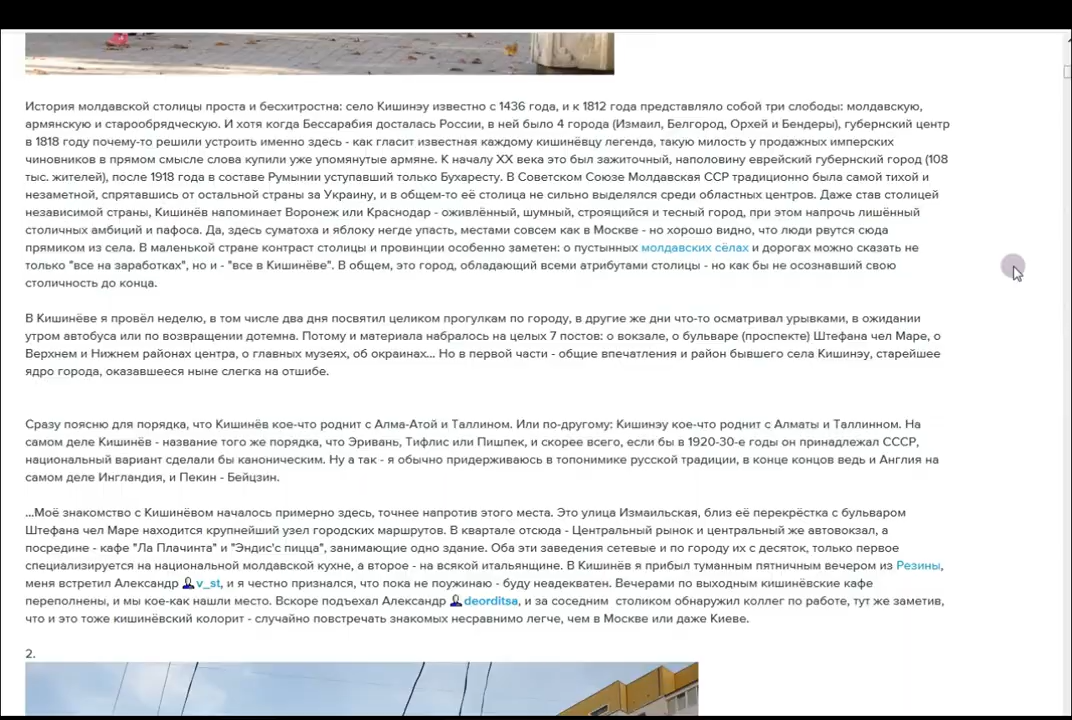 История молдавской столицы проста и бесхитростна: село Кишинэу известно с 1436 года, и к 1812 года представляло собой три слободы: молдавскую,
армянскую и старообрядческую. И хотя когда Бессарабия досталась России, в ней было 4 города (Измаил, Белгород, Орхей и Бендеры), губернский центр
в 1818 году почему-то решили устроить именно здесь - как гласит известная каждому кишинёвцу легенда, такую милость у продажных имперских
чиновников в прямом смысле слова купили уже упомянутые армяне. К началу XX века это был зажиточный, наполовину еврейский губернский город (108
тыс. жителей), после 1918 года в составе Румынии уступавший только Бухаресту. В Советском Союзе Молдавская ССР традиционно была самой тихой и
незаметной, спрятавшись от остальной страны за Украину, и в общем-то её столица не сильно выделялся среди областных центров. Даже став столицей
независимой страны, Кишинёв напоминает Воронеж или Краснодар - оживлённый, шумный, строящийся и тесный город, при этом напрочь лишённый
столичных амбиций и пафоса. Да, здесь суматоха и яблоку негде упасть, местами совсем как в Москве - но хорошо видно, что люди рвутся сюда
прямиком из села. В маленькой стране контраст столицы и провинции особенно заметен: о пустынных молдавских сёлах и дорогах можно сказать не
только "все на заработках", но и - "все в Кишинёве". В общем, это город, обладающий всеми атрибутами столицы - но как бы не осознавший свою
столичность до конца.
В Кишинёве я провёл неделю, в том числе два дня посвятил целиком прогулкам по городу, в другие же дни что-то осматривал урывками, в ожидании
утром автобуса или по возвращении дотемна. Потому и материала набралось на целых 7 постов: о вокзале, о бульваре (проспекте) Штефана чел Маре, о
Верхнем и Нижнем районах центра, о главных музеях, об окраинах... Но в первой части - общие впечатления и район бывшего села Кишинэу, старейшее
ядро города, оказавшееся ныне слегка на отшибе.
Сразу поясню для порядка, что Кишинёв кое-что роднит с Алма-Атой и Таллином. Или по-другому: Кишинэу кое-что роднит с Алматы и Таллинном. На
самом деле Кишинёв - название того же порядка, что Эривань, Тифлис или Пишпек, и скорее всего, если бы в 1920-30-е годы он принадлежал СССР,
национальный вариант сделали бы каноническим. Ну а так - я обычно придерживаюсь в топонимике русской традиции, в конце концов ведь и Англия на
самом деле Ингландия, и Пекин - Бейцзин.
...Моё знакомство с Кишинёвом началось примерно здесь, точнее напротив этого места. Это улица Измаильская, близ её перекрёстка с бульваром
Штефана чел Маре находится крупнейший узел городских маршрутов. В квартале отсюда - Центральный рынок и центральный же автовокзал, а
посредине - кафе "Ла Плачинта" и "Эндис'с пицца", занимающие одно здание. Оба эти заведения сетевые и по городу их с десяток, только первое
специализируется на национальной молдавской кухне, а второе - на всякой итальянщине. В Кишинёв я прибыл туманным пятничным вечером из Резины,
меня встретил Александр v_st, и я честно признался, что пока не поужинаю - буду неадекватен. Вечерами по выходным кишинёвские кафе
переполнены, и мы кое-как нашли место. Вскоре подъехал Александр deorditsa, и за соседним столиком обнаружил коллег по работе, тут же заметив,
что и это тоже кишинёвский колорит - случайно повстречать знакомых несравнимо легче, чем в Москве или даже Киеве.
2.